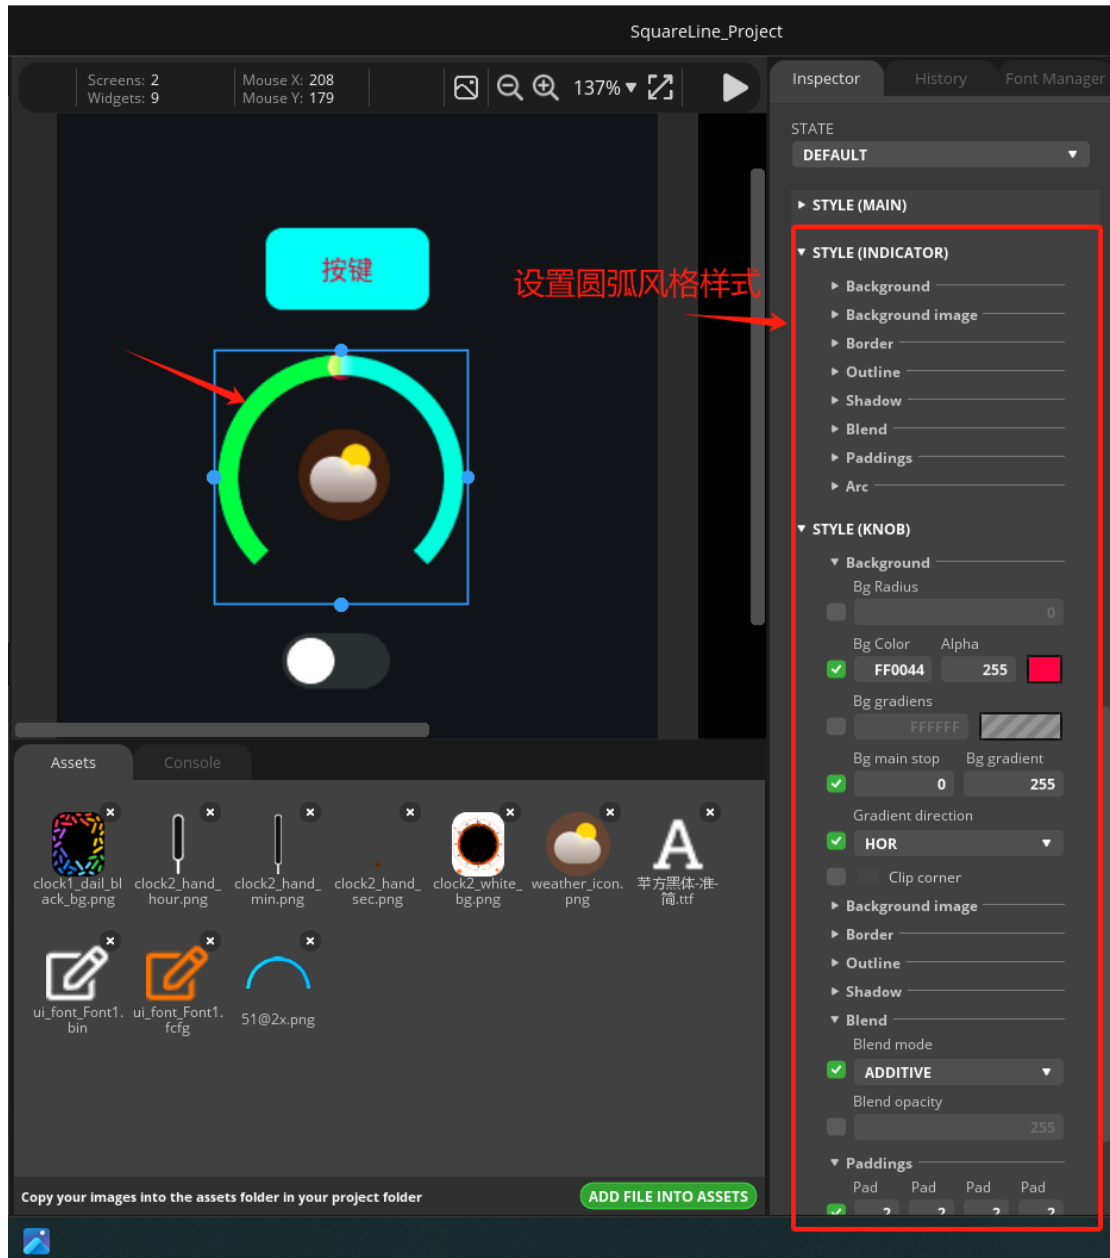 SquareLine_Project
Screens: 2
Widgets: 9
Mouse X: 208
Mouse Y: 179
137%
Inspector
History
Font Manager
STATE
DEFAULT
STYLE (MAIN)
按键
设置圆弧风格样式
STYLE (INDICATOR)
Background
Background image
Border
Outline
Shadow
Blend
Paddings
Arc
STYLE (KNOB)
Background
Bg Radius
0
Bg Color Alpha
FF0044 255
Bg gradiens
FFFFFF
Bg main stop Bg gradient
0 255
Gradient direction
HOR
Clip corner
Background image
Border
Outline
Shadow
Blend
Blend mode
ADDITIVE
Blend opacity
255
Paddings
Pad Pad Pad Pad
2 2 2 2
Assets
Console
clock1_dail_bl
ack_bg.png
clock2_hand_
hour.png
clock2_hand_
min.png
clock2_hand_
sec.png
clock2_white_
bg.png
weather_icon.
png
苹方黑体-准-
简.ttf
ui_font_Font1.
bin
ui_font_Font1.
fcfg
51@2x.png
Copy your images into the assets folder in your project folder
ADD FILE INTO ASSETS